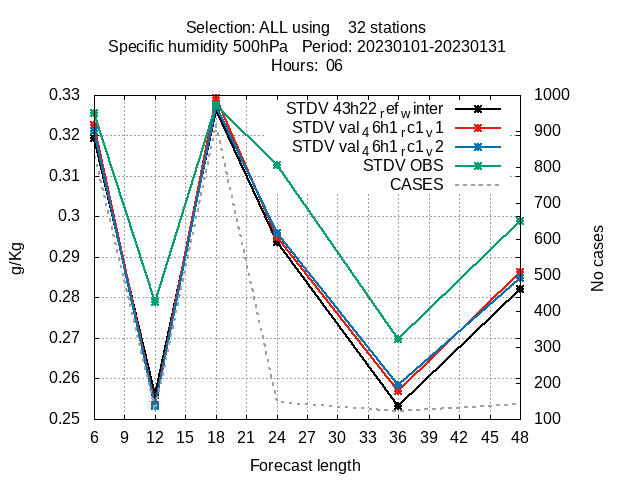 Selection: ALL using    32 stations
Specific humidity 500hPa   Period: 20230101-20230131
Hours:  06
STDV 43h22refwinter
STDV val46h1rc1v1
STDV val46h1rc1v2
STDV OBS
CASES
0.33
0.32
0.31
0.3
0.29
0.28
0.27
0.26
0.25
1000
900
800
700
600
500
400
300
200
100
g/Kg
No cases
6 9 12 15 18 21 24 27 30 33 36 39 42 45 48
Forecast length